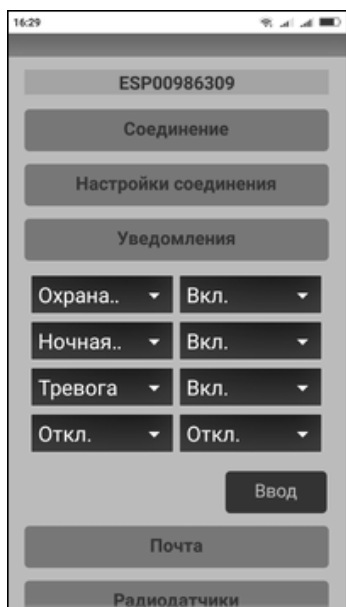 16:29
ESP00986309
Соединение
Настройки соединения
Уведомления
Охрана.. Вкл.
Ночная.. Вкл.
Тревога Вкл.
Откл. Откл.
Ввод
Почта
Радиодатчики